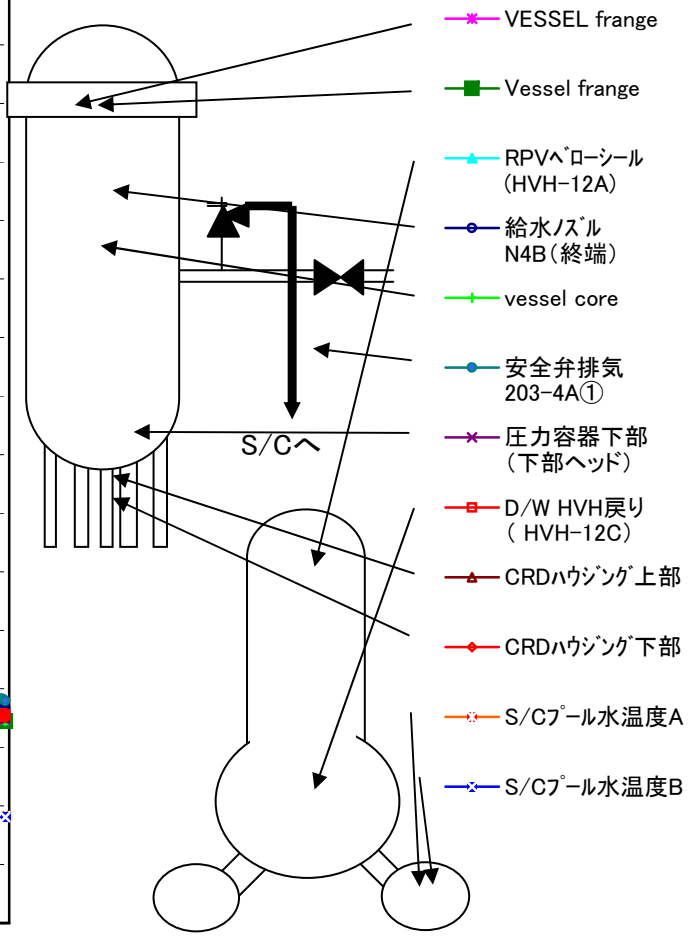 VESSEL frange
Vessel frange
RPVﾍﾞﾛｰｼｰﾙ
(HVH-12A)
給水ﾉｽﾞﾙ
N4B(終端)
vessel core
安全弁排気
203-4A①
圧力容器下部
(下部ヘッド)
D/W HVH戻り
( HVH-12C)
CRDﾊｳｼﾞﾝｸﾞ上部
CRDﾊｳｼﾞﾝｸﾞ下部
S/Cﾌﾟｰﾙ水温度A
S/Cﾌﾟｰﾙ水温度B
S/Cへ